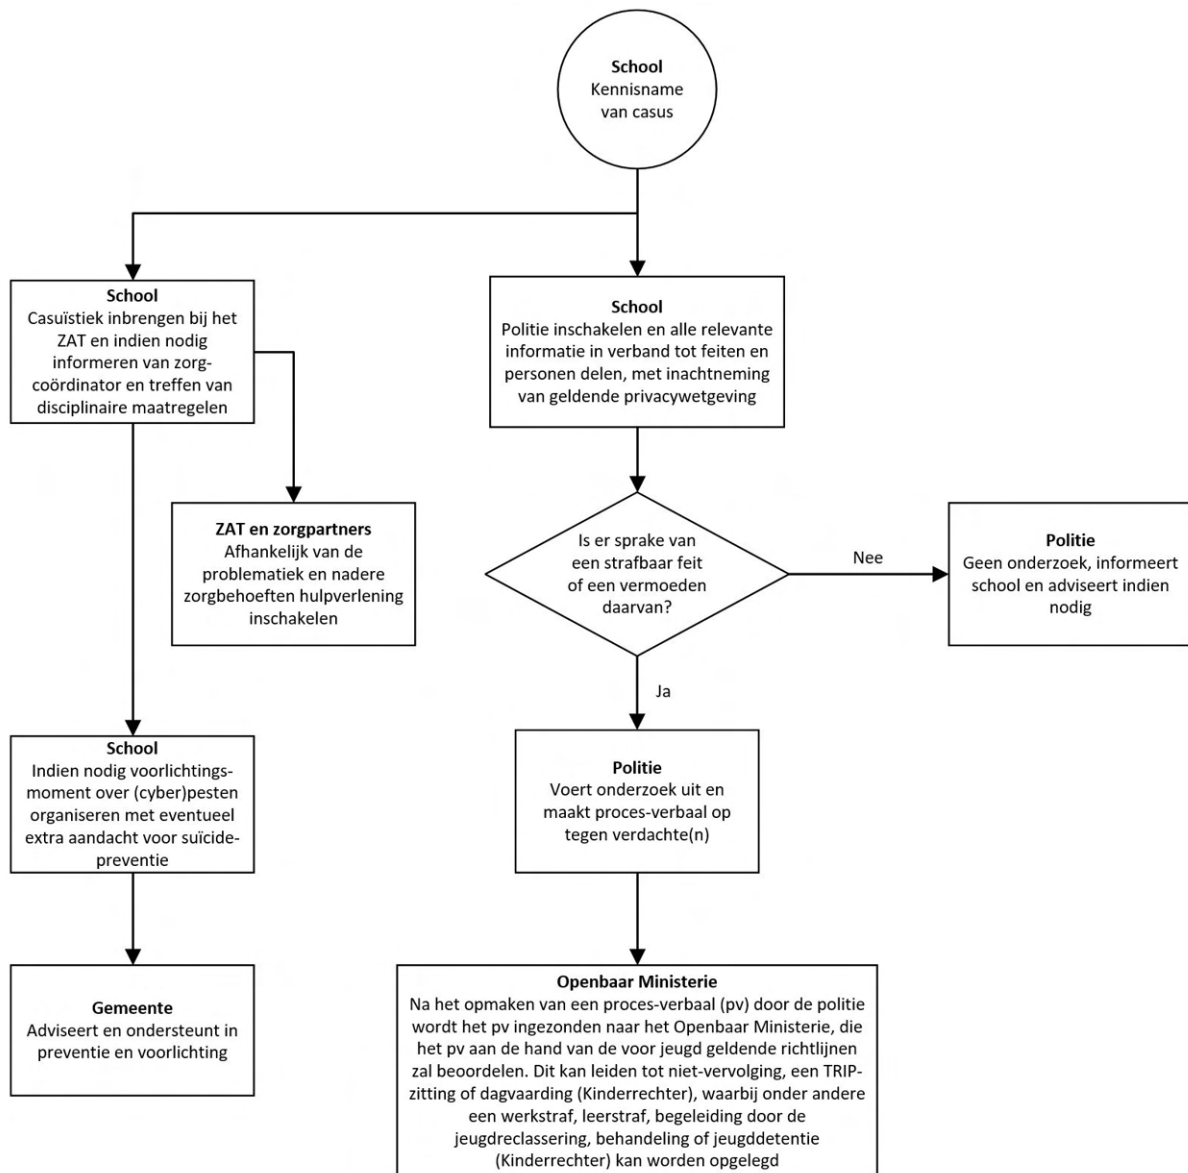 School
Kennisname
van casus
School
Casuïstiek inbrengen bij het
ZAT en indien nodig
informeren van zorg-
coördinator en treffen van
disciplinaire maatregelen
School
Politie inschakelen en alle relevante
informatie in verband tot feiten en
personen delen, met inachtneming
van geldende privacywetgeving
ZAT en zorgpartners
Afhankelijk van de
problematiek en nadere
zorgbehoeften hulpverlening
inschakelen
Is er sprake van
een strafbaar feit
of een vermoeden
daarvan?
Nee
Politie
Geen onderzoek, informeert
school en adviseert indien
nodig
Ja
School
Indien nodig voorlichtings-
moment over (cyber)pesten
organiseren met eventueel
extra aandacht voor suïcide-
preventie
Politie
Voert onderzoek uit en
maakt proces-verbaal op
tegen verdachte(n)
Gemeente
Adviseert en ondersteunt in
preventie en voorlichting
Openbaar Ministerie
Na het opmaken van een proces-verbaal (pv) door de politie
wordt het pv ingezonden naar het Openbaar Ministerie, die
het pv aan de hand van de voor jeugd geldende richtlijnen
zal beoordelen. Dit kan leiden tot niet-vervolging, een TRIP-
zitting of dagvaarding (Kinderrechter), waarbij onder andere
een werkstraf, leerstraf, begeleiding door de
jeugdreclassering, behandeling of jeugddetentie
(Kinderrechter) kan worden opgelegd